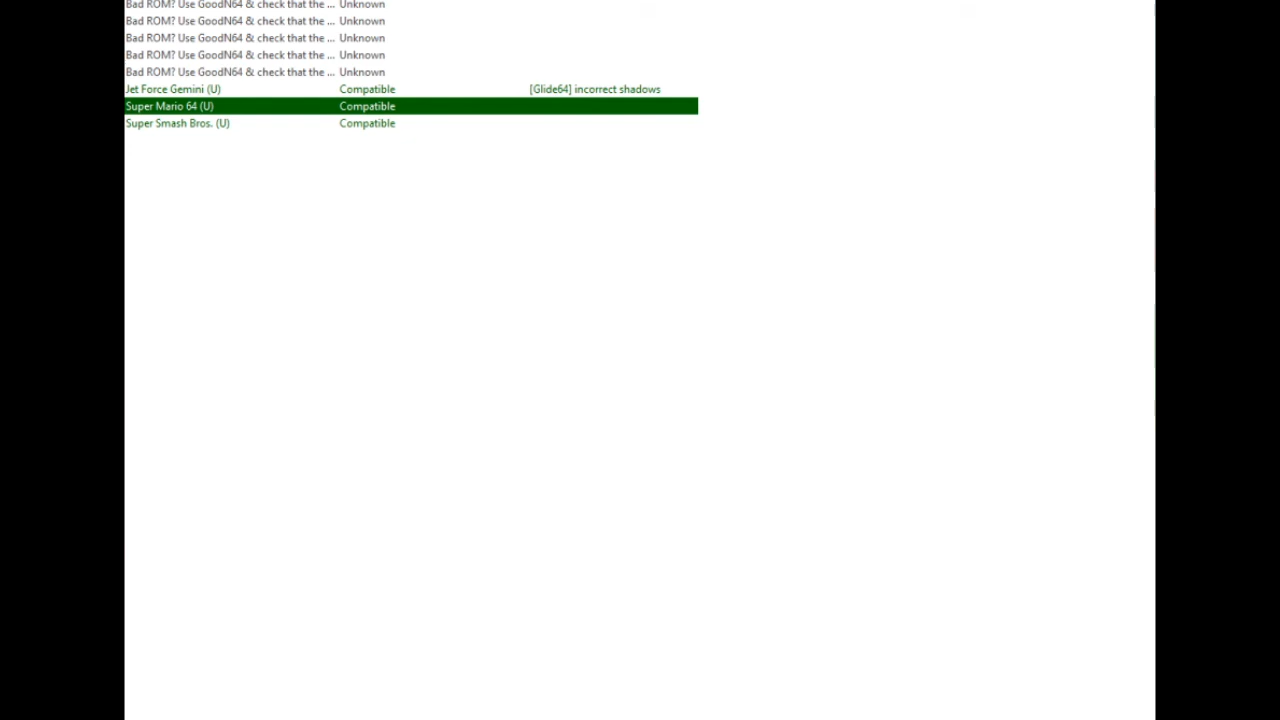 Bad ROM? Use GoodN64 & check that the ... Unknown
Bad ROM? Use GoodN64 & check that the ... Unknown
Bad ROM? Use GoodN64 & check that the ... Unknown
Bad ROM? Use GoodN64 & check that the ... Unknown
Bad ROM? Use GoodN64 & check that the ... Unknown
Jet Force Gemini (U) Compatible [Glide64] incorrect shadows
Super Mario 64 (U) Compatible
Super Smash Bros. (U) Compatible